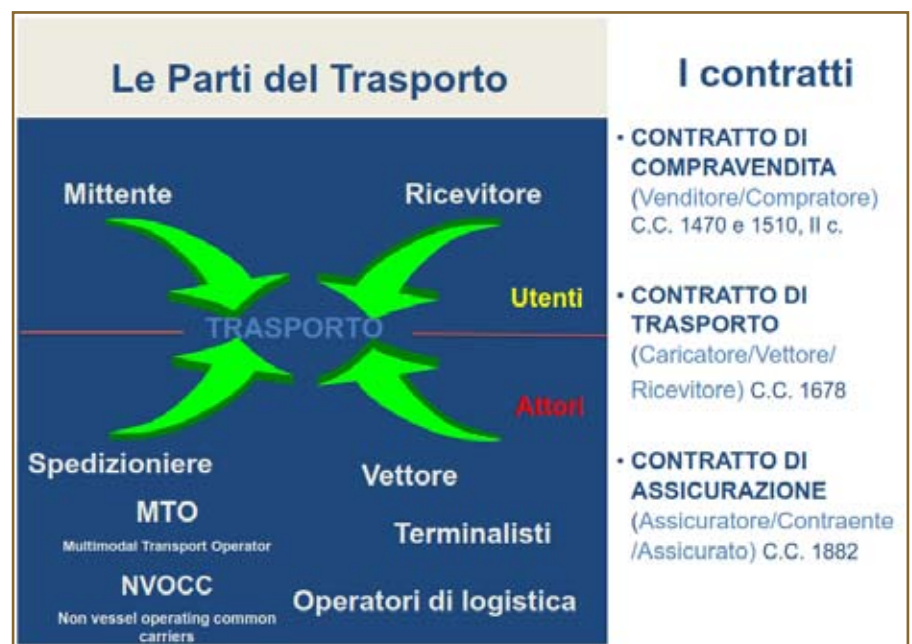 Le Parti del Trasporto
Mittente
Ricevitore
Utenti
TRASPORTO
Attori
Spedizioniere
Vettore
MTO
Multimodal Transport Operator
Terminalisti
NVOCC
Non vessel operating common
carriers
Operatori di logistica
I contratti
• CONTRATTO DI
COMPRAVENDITA
(Venditore/Compratore)
C.C. 1470 e 1510, II c.
• CONTRATTO DI
TRASPORTO
(Caricatore/Vettore/
Ricevitore) C.C. 1678
• CONTRATTO DI
ASSICURAZIONE
(Assicuratore/Contraente
/Assicurato) C.C. 1882